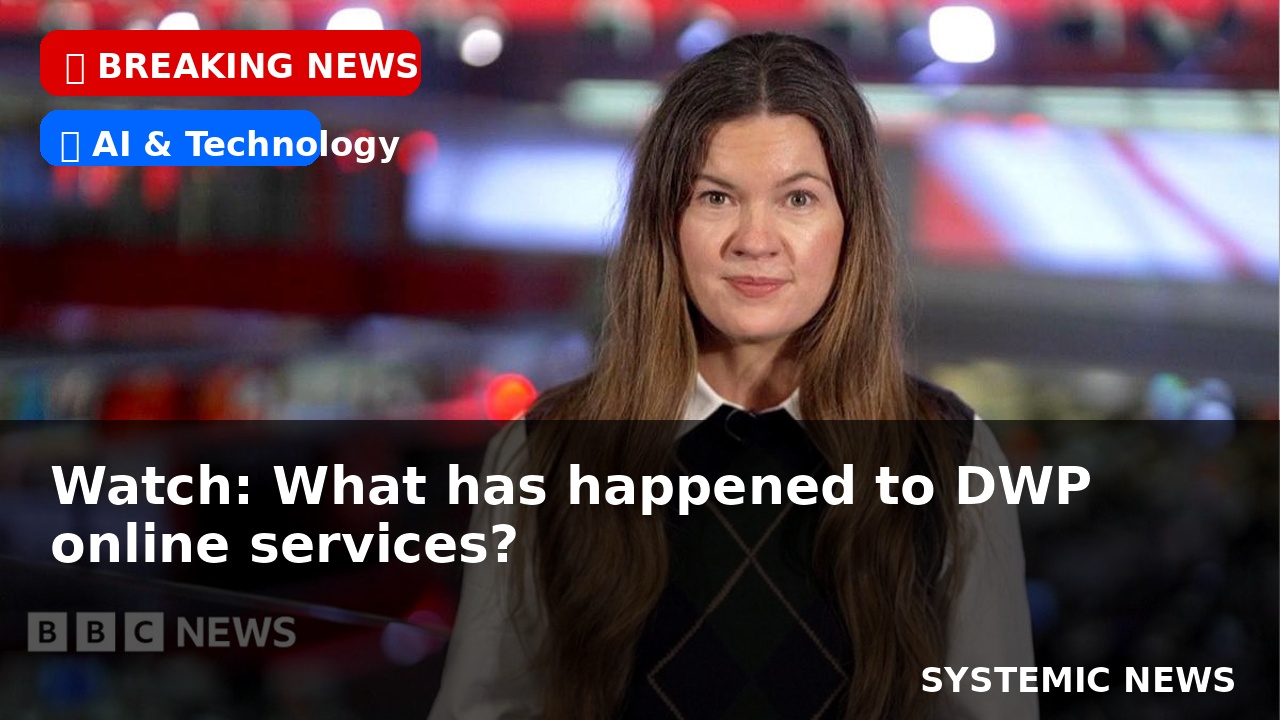 BREAKING NEWS
AI & Technology
Watch: What has happened to DWP
online services?
BBC NEWS
SYSTEMIC NEWS